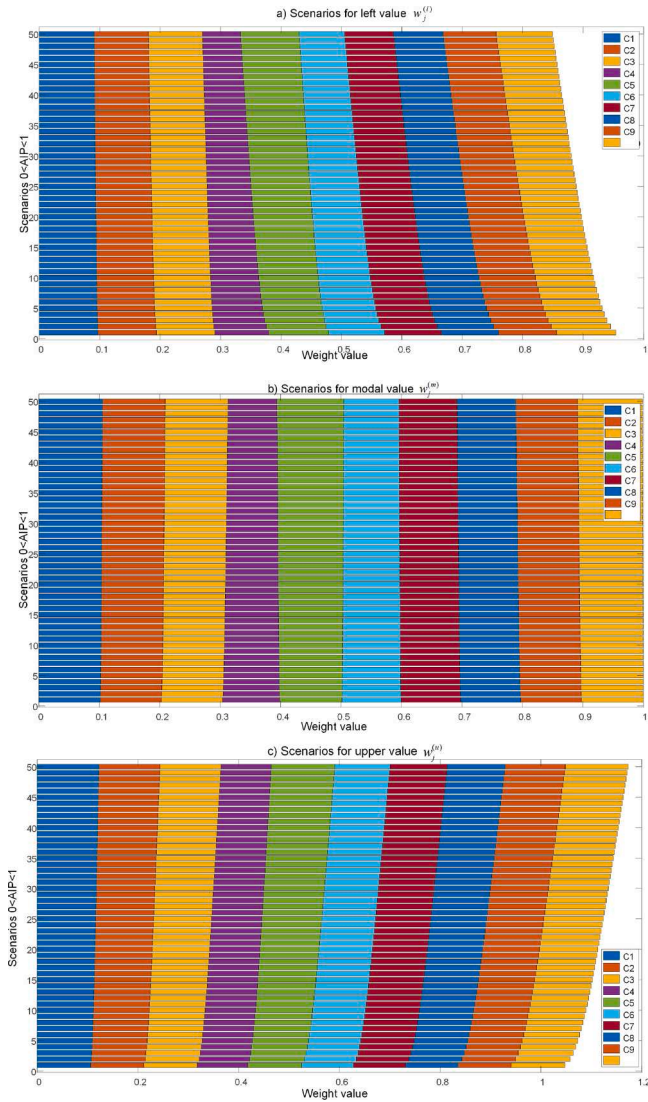 a) Scenarios for left value w_j^(l)
50
45
40
35
30
25
20
15
10
5
0
Scenarios 0<AIP<1
C1
C2
C3
C4
C5
C6
C7
C8
C9
0 0.1 0.2 0.3 0.4 0.5 0.6 0.7 0.8 0.9 1
Weight value
b) Scenarios for modal value w_j^(m)
50
45
40
35
30
25
20
15
10
5
0
Scenarios 0<AIP<1
C1
C2
C3
C4
C5
C6
C7
C8
C9
0 0.1 0.2 0.3 0.4 0.5 0.6 0.7 0.8 0.9 1
Weight value
c) Scenarios for upper value w_j^(u)
50
45
40
35
30
25
20
15
10
5
0
Scenarios 0<AIP<1
C1
C2
C3
C4
C5
C6
C7
C8
C9
0 0.2 0.4 0.6 0.8 1 1.2
Weight value